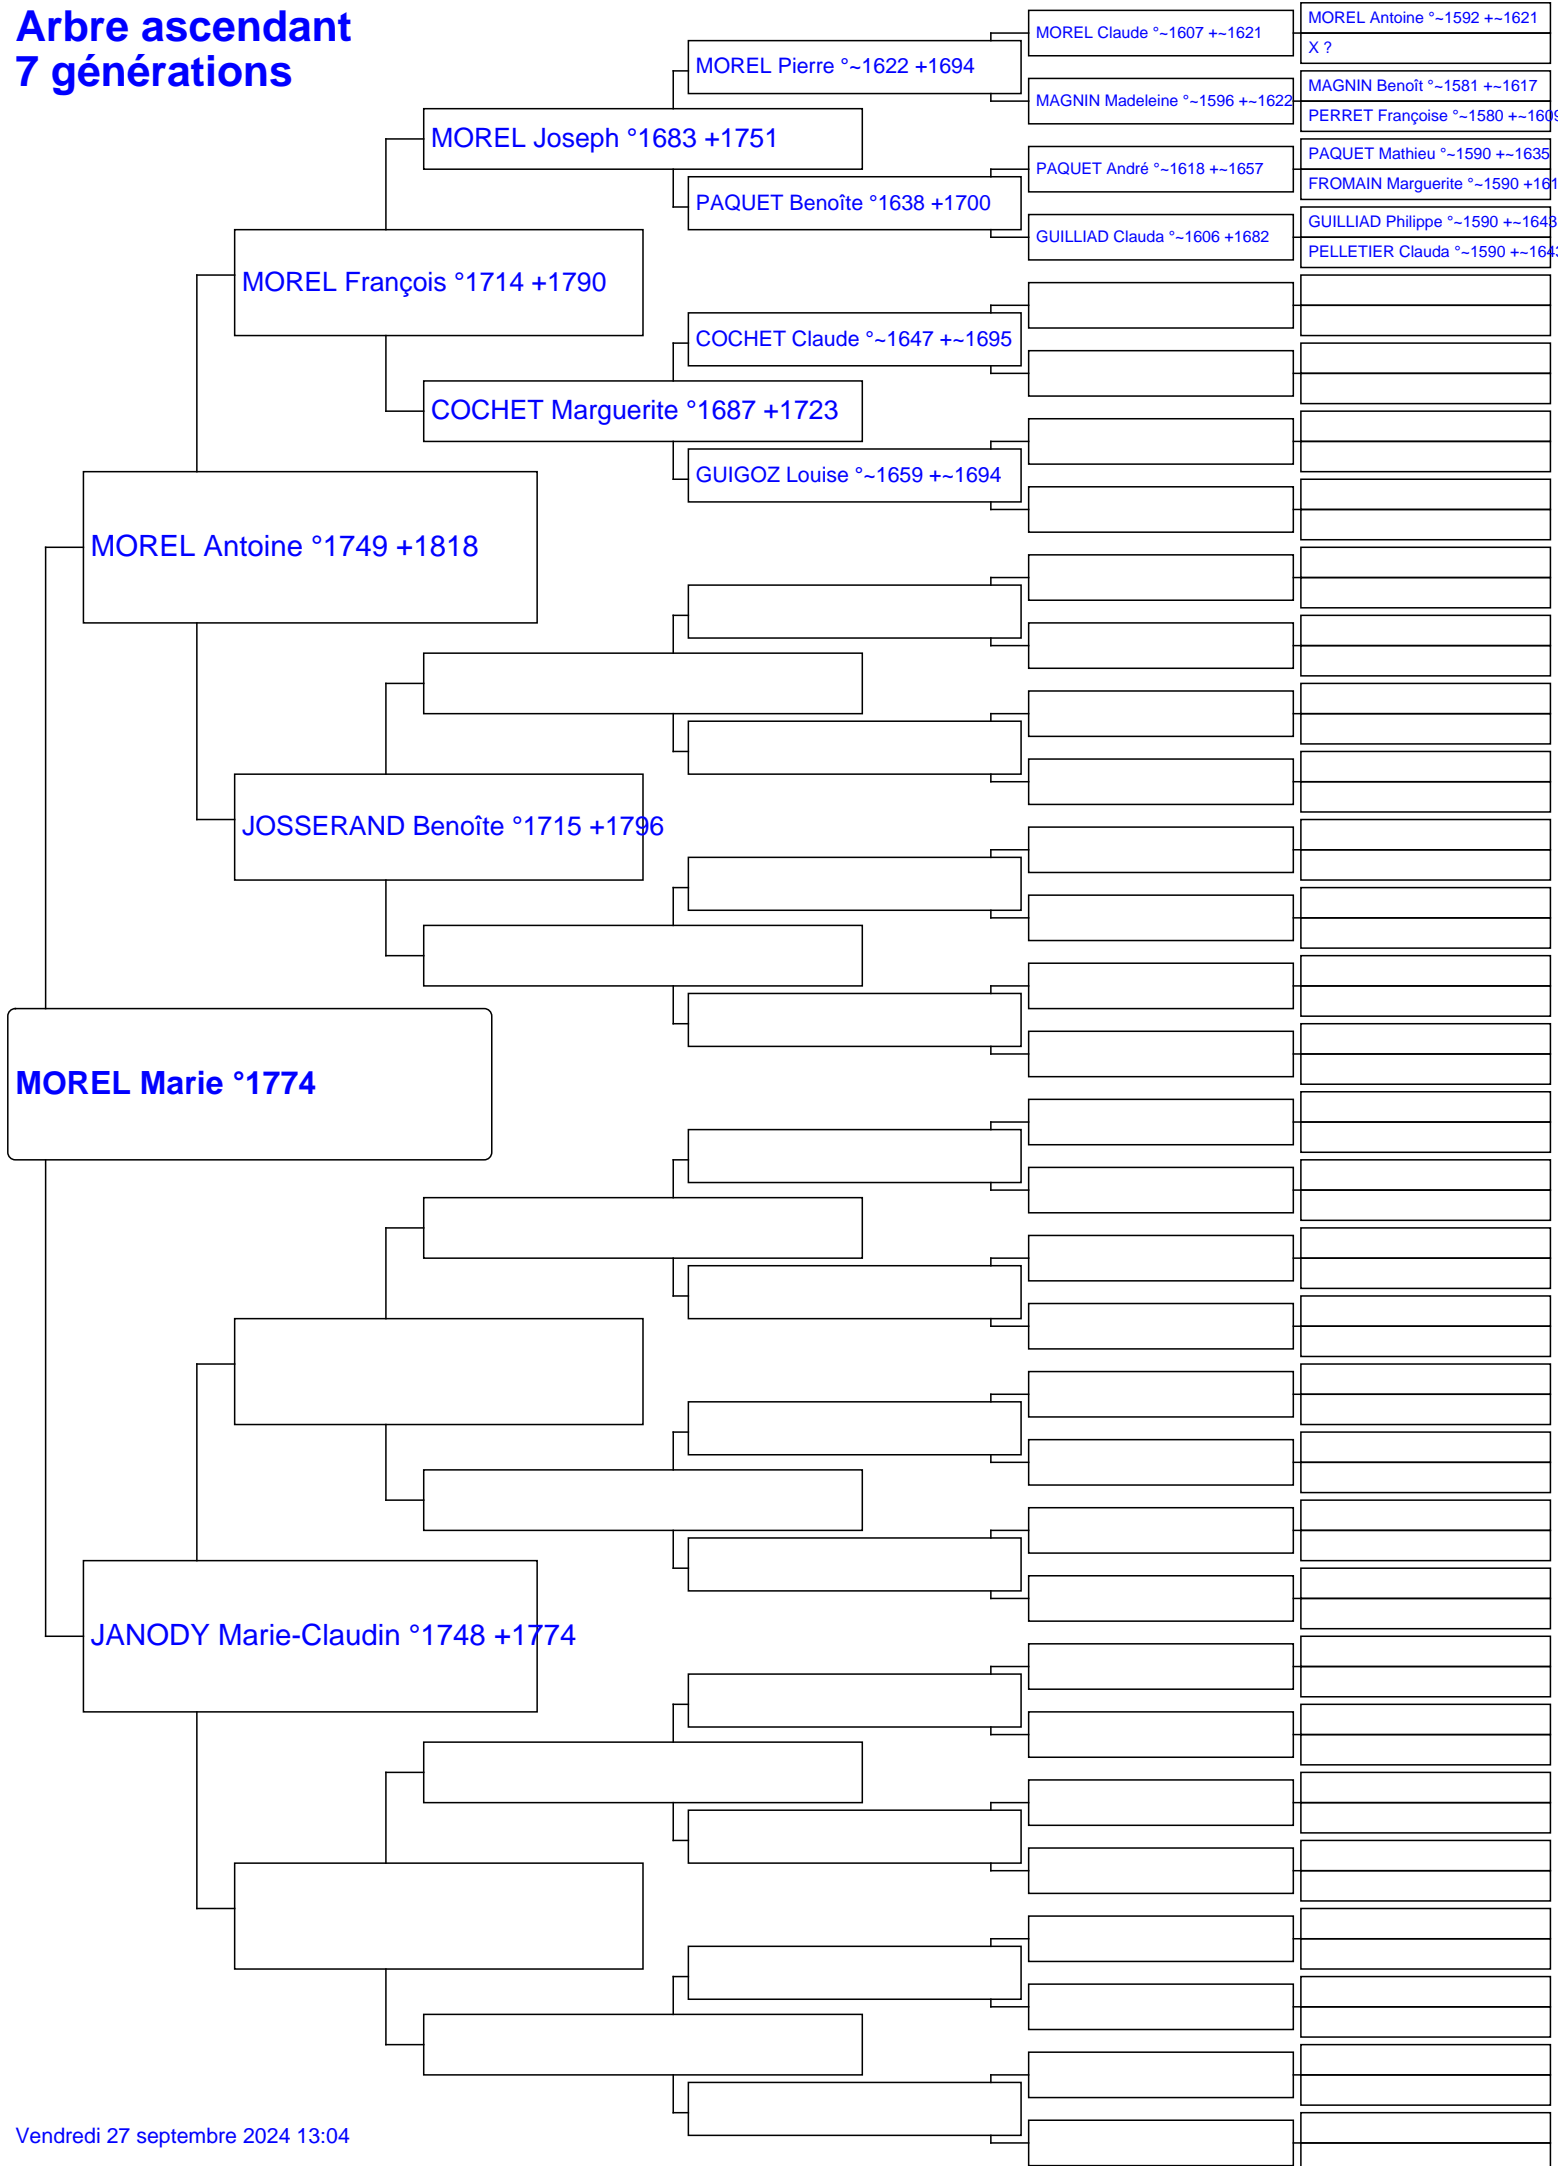 Arbre ascendant
7 générations
MOREL Claude °~1607 +~1621
MOREL Antoine °~1592 +~1621
X ?
MOREL Pierre °~1622 +1694
MAGNIN Madeleine °~1596 +~1622
MAGNIN Benoît °~1581 +~1617
PERRET Françoise °~1580 +~1609
MOREL Joseph °1683 +1751
PAQUET André °~1618 +~1657
PAQUET Mathieu °~1590 +~1635
FROMAIN Marguerite °~1590 +161
PAQUET Benoîte °1638 +1700
GUILLIAD Clauda °~1606 +1682
GUILLIAD Philippe °~1590 +~1643
PELLETIER Clauda °~1590 +~1643
MOREL François °1714 +1790
COCHET Claude °~1647 +~1695
COCHET Marguerite °1687 +1723
GUIGOZ Louise °~1659 +~1694
MOREL Antoine °1749 +1818
JOSSERAND Benoîte °1715 +1796
MOREL Marie °1774
JANODY Marie-Claudin °1748 +1774
Vendredi 27 septembre 2024 13:04